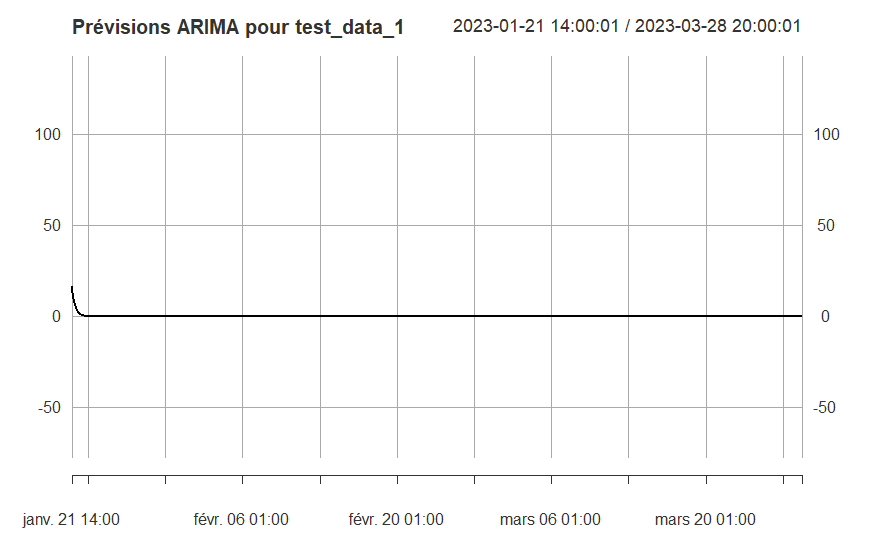 Prévisions ARIMA pour test_data_1 2023-01-21 14:00:01 / 2023-03-28 20:00:01
100 100
50 50
0 0
-50 -50
janv. 21 14:00 févr. 06 01:00 févr. 20 01:00 mars 06 01:00 mars 20 01:00